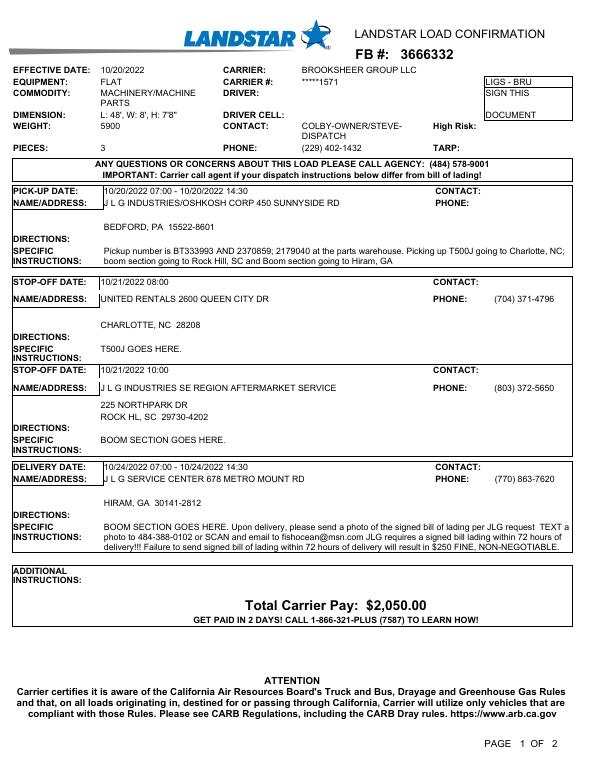 LANDSTAR
LANDSTAR LOAD CONFIRMATION
FB #: 3666332
EFFECTIVE DATE: 10/20/2022 CARRIER: BROOKSHEER GROUP LLC
EQUIPMENT: FLAT CARRIER #: *****1571 LIGS - BRU
COMMODITY: MACHINERY/MACHINE DRIVER: SIGN THIS
PARTS
DIMENSION: L: 48', W: 8', H: 7'8" DRIVER CELL: DOCUMENT
WEIGHT: 5900 CONTACT: COLBY-OWNER/STEVE- High Risk:
DISPATCH
PIECES: 3 PHONE: (229) 402-1432 TARP:
ANY QUESTIONS OR CONCERNS ABOUT THIS LOAD PLEASE CALL AGENCY: (484) 578-9001
IMPORTANT: Carrier call agent if your dispatch instructions below differ from bill of lading!
PICK-UP DATE: 10/20/2022 07:00 - 10/20/2022 14:30 CONTACT:
NAME/ADDRESS: J L G INDUSTRIES/OSHKOSH CORP 450 SUNNYSIDE RD PHONE:
BEDFORD, PA 15522-8601
DIRECTIONS:
SPECIFIC Pickup number is BT333993 AND 2370859; 2179040 at the parts warehouse. Picking up T500J going to Charlotte, NC;
INSTRUCTIONS: boom section going to Rock Hill, SC and Boom section going to Hiram, GA
STOP-OFF DATE: 10/21/2022 08:00 CONTACT:
NAME/ADDRESS: UNITED RENTALS 2600 QUEEN CITY DR PHONE: (704) 371-4796
CHARLOTTE, NC 28208
DIRECTIONS:
SPECIFIC T500J GOES HERE.
INSTRUCTIONS:
STOP-OFF DATE: 10/21/2022 10:00 CONTACT:
NAME/ADDRESS: J L G INDUSTRIES SE REGION AFTERMARKET SERVICE PHONE: (803) 372-5650
225 NORTHPARK DR
ROCK HL, SC 29730-4202
DIRECTIONS:
SPECIFIC BOOM SECTION GOES HERE.
INSTRUCTIONS:
DELIVERY DATE: 10/24/2022 07:00 - 10/24/2022 14:30 CONTACT:
NAME/ADDRESS: J L G SERVICE CENTER 678 METRO MOUNT RD PHONE: (770) 863-7620
HIRAM, GA 30141-2812
DIRECTIONS:
SPECIFIC BOOM SECTION GOES HERE. Upon delivery, please send a photo of the signed bill of lading per JLG request TEXT a
INSTRUCTIONS: photo to 484-388-0102 or SCAN and email to fishocean@msn.com JLG requires a signed bill lading within 72 hours of
delivery!!! Failure to send signed bill of lading within 72 hours of delivery will result in $250 FINE, NON-NEGOTIABLE.
ADDITIONAL
INSTRUCTIONS:
Total Carrier Pay: $2,050.00
GET PAID IN 2 DAYS! CALL 1-866-321-PLUS (7587) TO LEARN HOW!
ATTENTION
Carrier certifies it is aware of the California Air Resources Board's Truck and Bus, Drayage and Greenhouse Gas Rules
and that, on all loads originating in, destined for or passing through California, Carrier will utilize only vehicles that are
compliant with those Rules. Please see CARB Regulations, including the CARB Dray rules. https://www.arb.ca.gov
PAGE 1 OF 2